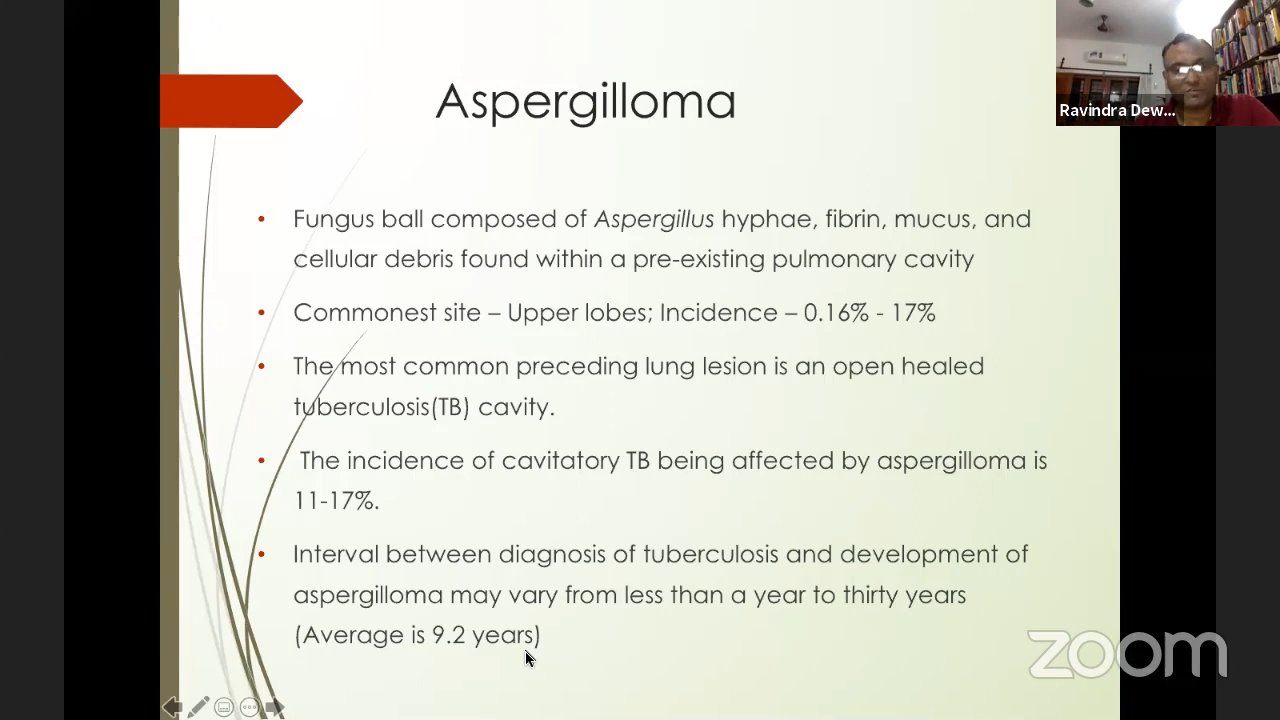 Aspergilloma
Ravindra Dew...
• Fungus ball composed of Aspergillus hyphae, fibrin, mucus, and
cellular debris found within a pre-existing pulmonary cavity
• Commonest site – Upper lobes; Incidence – 0.16% - 17%
• The most common preceding lung lesion is an open healed
tuberculosis(TB) cavity.
• The incidence of cavitatory TB being affected by aspergilloma is
11-17%.
• Interval between diagnosis of tuberculosis and development of
aspergilloma may vary from less than a year to thirty years
(Average is 9.2 years)
zoom